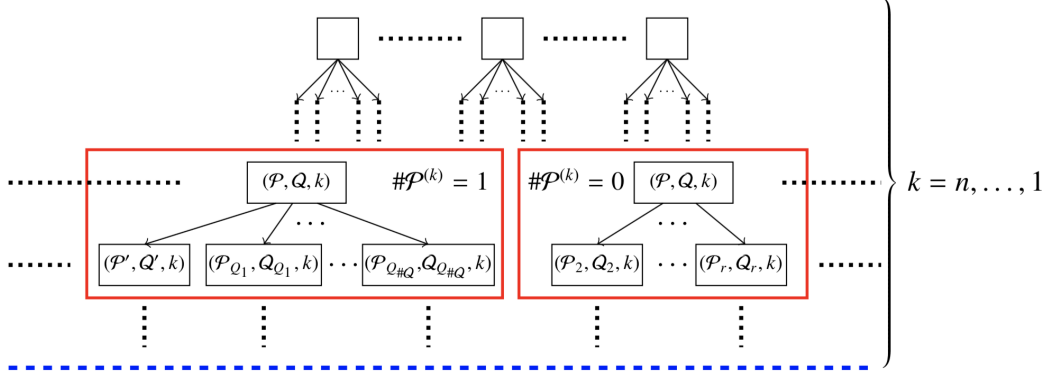 (𝒫, 𝒬, k) #𝒫^{(k)} = 1 #𝒫^{(k)} = 0 (𝒫, 𝒬, k) k = n, . . . , 1
(𝒫′, 𝒬′, k) (𝒫_{Q_1}, 𝒬_{Q_1}, k) · · · (𝒫_{Q_{#𝒬}}, 𝒬_{Q_{#𝒬}}, k) (𝒫_2, 𝒬_2, k) · · · (𝒫_r, 𝒬_r, k)